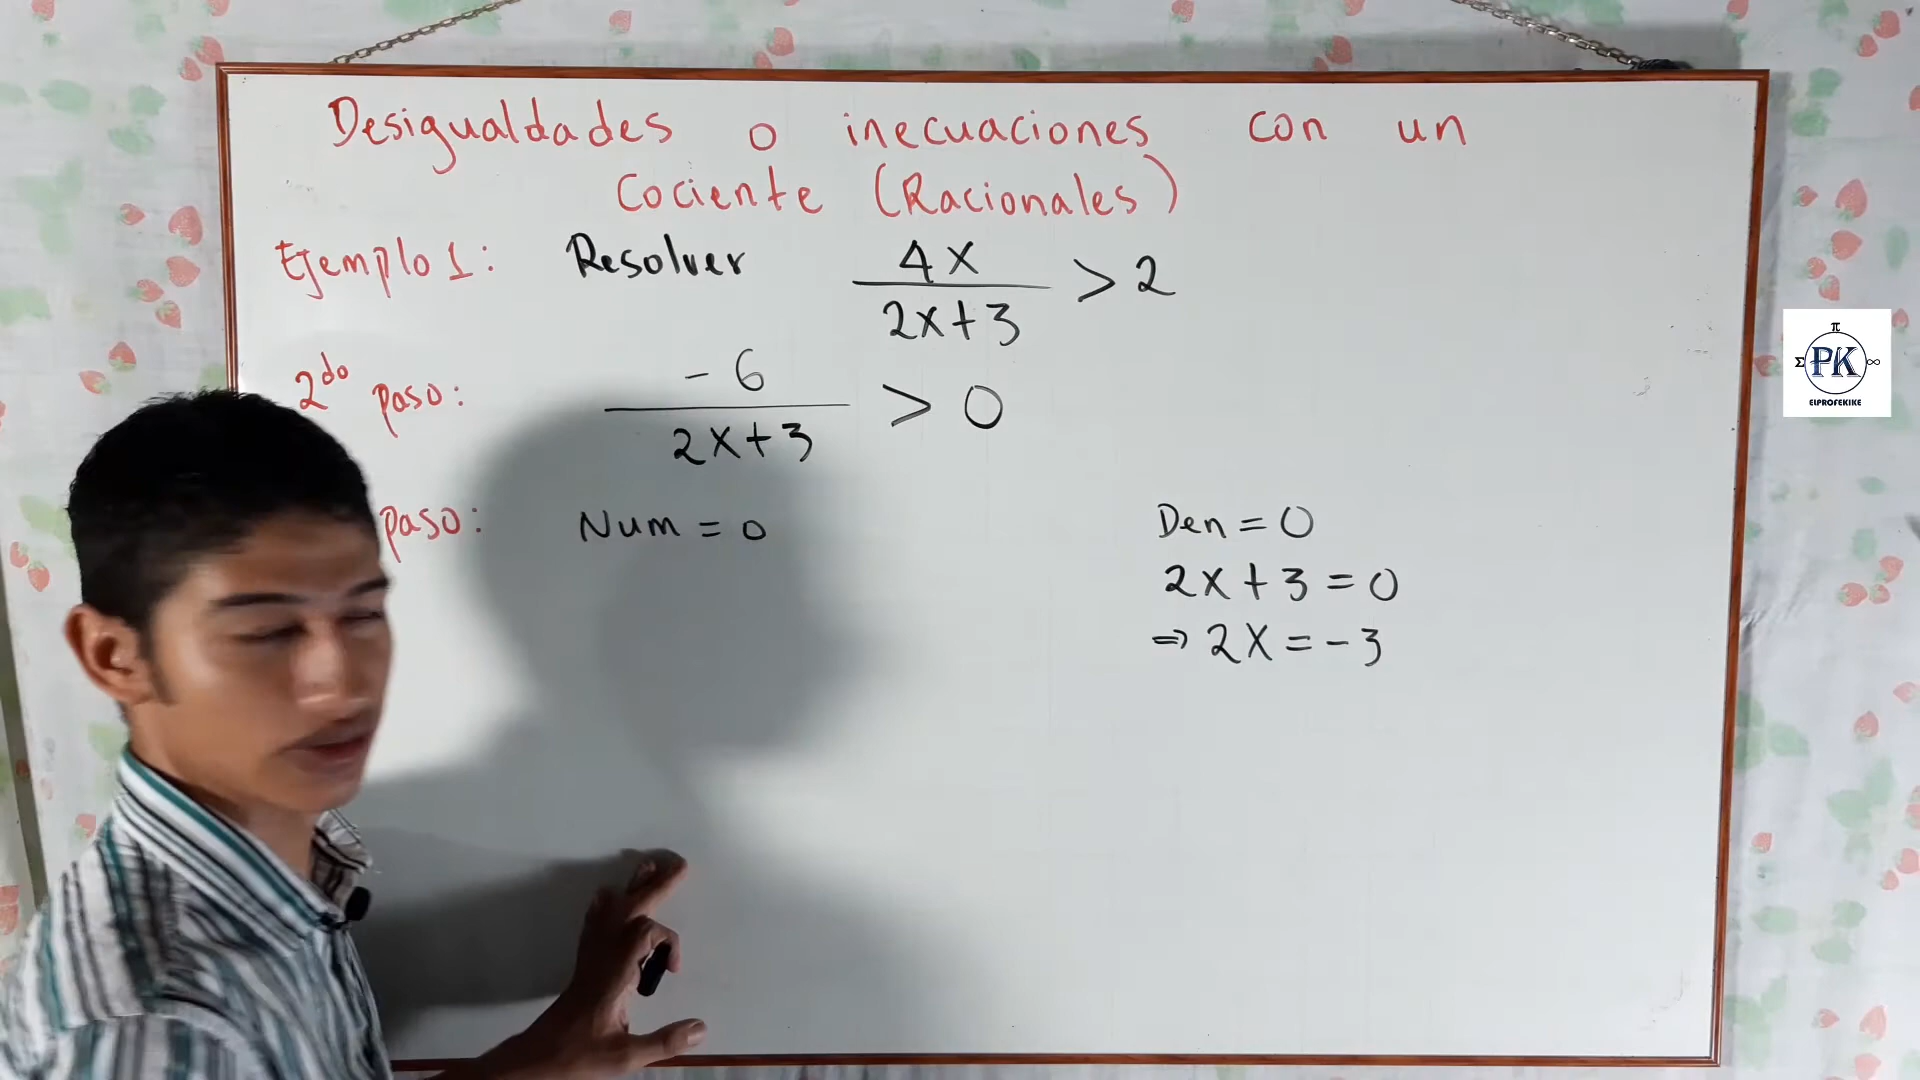 Desigualdades o inecuaciones con un
Cociente (Racionales)
Ejemplo 1: Resolver 4x / 2x+3 > 2
2do paso: -6 / 2x+3 > 0
paso: Num = 0
Den = 0
2x + 3 = 0
⇒ 2x = -3
π
Σ PK ∞
ElPROFEKIKE